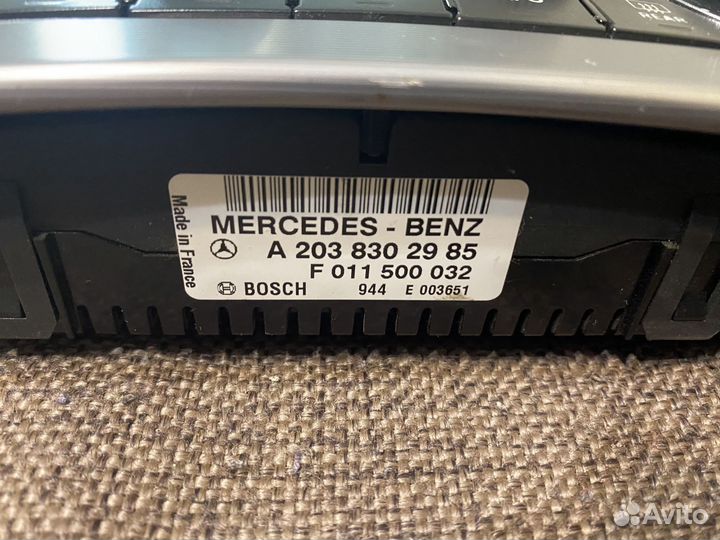 REAR
Made in France
MERCEDES - BENZ
A 203 830 29 85
F 011 500 032
BOSCH 944 E 003651
Avito